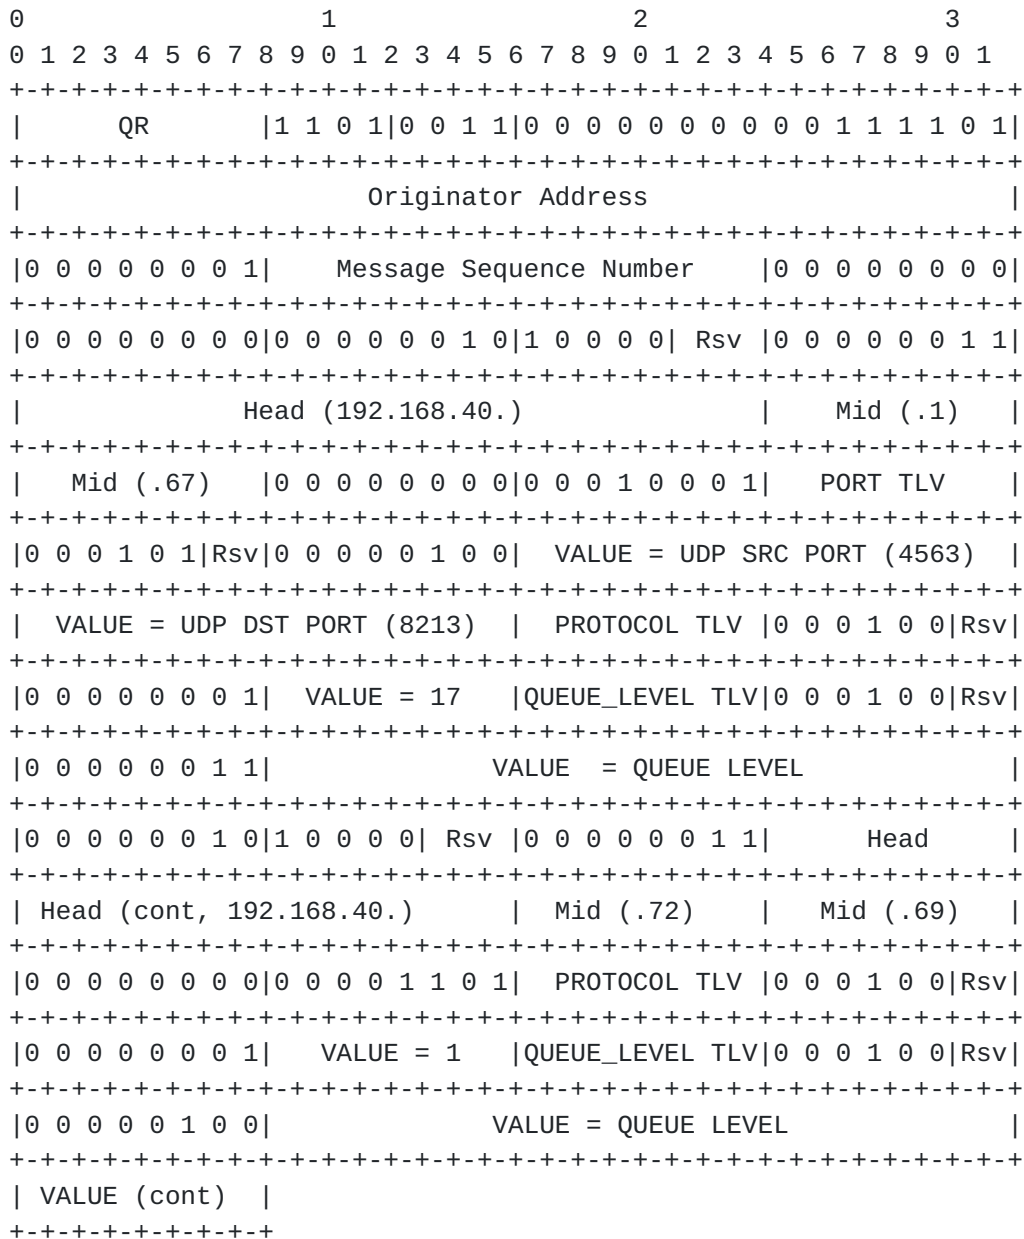 0                   1                   2                   3
0 1 2 3 4 5 6 7 8 9 0 1 2 3 4 5 6 7 8 9 0 1 2 3 4 5 6 7 8 9 0 1
+-+-+-+-+-+-+-+-+-+-+-+-+-+-+-+-+-+-+-+-+-+-+-+-+-+-+-+-+-+-+-+-+
|      QR       |1 1 0 1|0 0 1 1|0 0 0 0 0 0 0 0 0 0 1 1 1 1 0 1|
+-+-+-+-+-+-+-+-+-+-+-+-+-+-+-+-+-+-+-+-+-+-+-+-+-+-+-+-+-+-+-+-+
|                      Originator Address                       |
+-+-+-+-+-+-+-+-+-+-+-+-+-+-+-+-+-+-+-+-+-+-+-+-+-+-+-+-+-+-+-+-+
|0 0 0 0 0 0 0 1|    Message Sequence Number    |0 0 0 0 0 0 0 0|
+-+-+-+-+-+-+-+-+-+-+-+-+-+-+-+-+-+-+-+-+-+-+-+-+-+-+-+-+-+-+-+-+
|0 0 0 0 0 0 0 0|0 0 0 0 0 0 1 0|1 0 0 0 0| Rsv |0 0 0 0 0 0 1 1|
+-+-+-+-+-+-+-+-+-+-+-+-+-+-+-+-+-+-+-+-+-+-+-+-+-+-+-+-+-+-+-+-+
|              Head (192.168.40.)               |    Mid (.1)   |
+-+-+-+-+-+-+-+-+-+-+-+-+-+-+-+-+-+-+-+-+-+-+-+-+-+-+-+-+-+-+-+-+
|   Mid (.67)   |0 0 0 0 0 0 0 0|0 0 0 1 0 0 0 1|   PORT TLV    |
+-+-+-+-+-+-+-+-+-+-+-+-+-+-+-+-+-+-+-+-+-+-+-+-+-+-+-+-+-+-+-+-+
|0 0 0 1 0 1|Rsv|0 0 0 0 0 1 0 0|  VALUE = UDP SRC PORT (4563)  |
+-+-+-+-+-+-+-+-+-+-+-+-+-+-+-+-+-+-+-+-+-+-+-+-+-+-+-+-+-+-+-+-+
|  VALUE = UDP DST PORT (8213)  |  PROTOCOL TLV |0 0 0 1 0 0|Rsv|
+-+-+-+-+-+-+-+-+-+-+-+-+-+-+-+-+-+-+-+-+-+-+-+-+-+-+-+-+-+-+-+-+
|0 0 0 0 0 0 0 1|  VALUE = 17   |QUEUE_LEVEL TLV|0 0 0 1 0 0|Rsv|
+-+-+-+-+-+-+-+-+-+-+-+-+-+-+-+-+-+-+-+-+-+-+-+-+-+-+-+-+-+-+-+-+
|0 0 0 0 0 0 1 1|              VALUE  = QUEUE LEVEL             |
+-+-+-+-+-+-+-+-+-+-+-+-+-+-+-+-+-+-+-+-+-+-+-+-+-+-+-+-+-+-+-+-+
|0 0 0 0 0 0 1 0|1 0 0 0 0| Rsv |0 0 0 0 0 0 1 1|      Head     |
+-+-+-+-+-+-+-+-+-+-+-+-+-+-+-+-+-+-+-+-+-+-+-+-+-+-+-+-+-+-+-+-+
| Head (cont, 192.168.40.)      |  Mid (.72)    |   Mid (.69)   |
+-+-+-+-+-+-+-+-+-+-+-+-+-+-+-+-+-+-+-+-+-+-+-+-+-+-+-+-+-+-+-+-+
|0 0 0 0 0 0 0 0|0 0 0 0 1 1 0 1|  PROTOCOL TLV |0 0 0 1 0 0|Rsv|
+-+-+-+-+-+-+-+-+-+-+-+-+-+-+-+-+-+-+-+-+-+-+-+-+-+-+-+-+-+-+-+-+
|0 0 0 0 0 0 0 1|   VALUE = 1   |QUEUE_LEVEL TLV|0 0 0 1 0 0|Rsv|
+-+-+-+-+-+-+-+-+-+-+-+-+-+-+-+-+-+-+-+-+-+-+-+-+-+-+-+-+-+-+-+-+
|0 0 0 0 0 1 0 0|              VALUE = QUEUE LEVEL              |
+-+-+-+-+-+-+-+-+-+-+-+-+-+-+-+-+-+-+-+-+-+-+-+-+-+-+-+-+-+-+-+-+
| VALUE (cont)  |
+-+-+-+-+-+-+-+-+